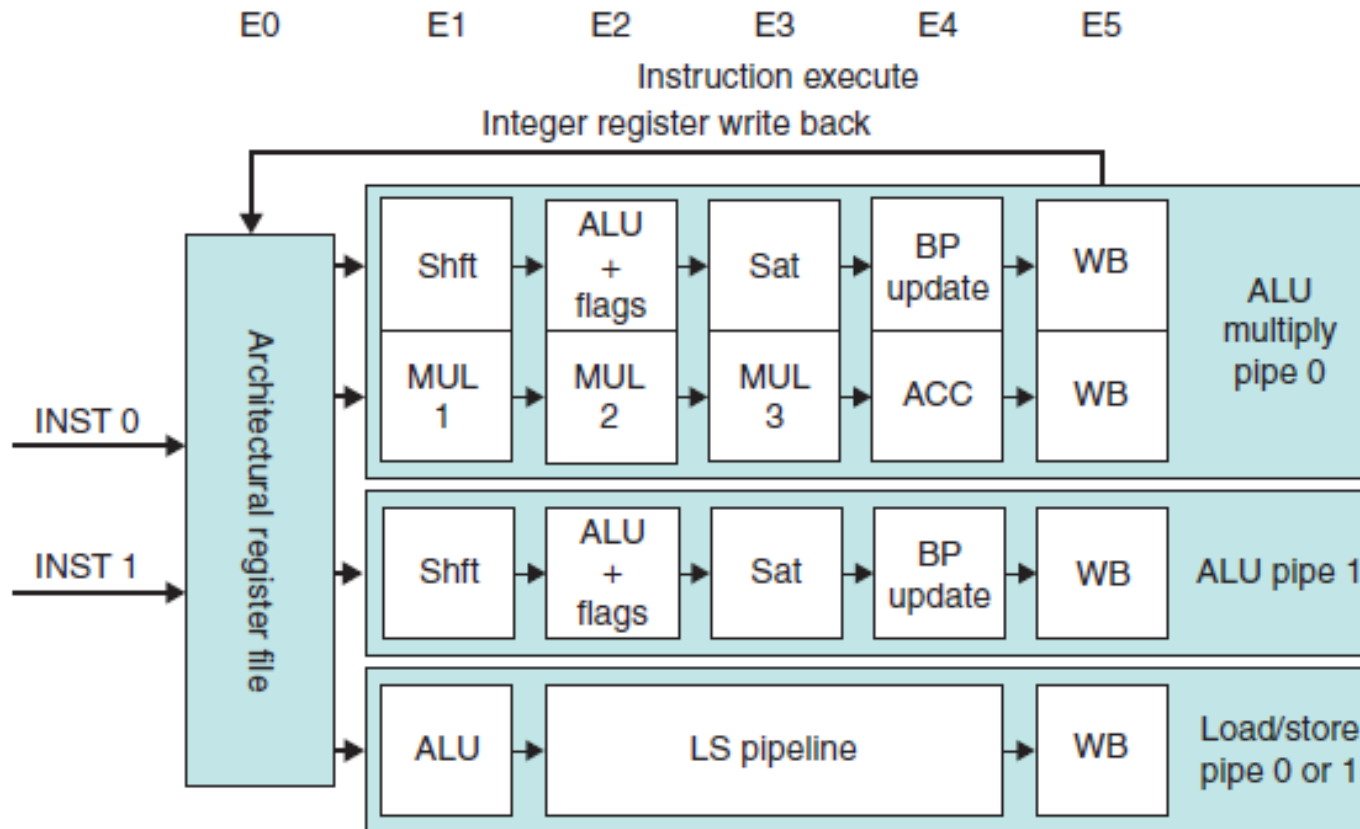 E0 E1 E2 E3 E4 E5
Instruction execute
Integer register write back
INST 0
INST 1
Architectural register file
Shft
ALU
+
flags
Sat
BP
update
WB
MUL
1
MUL
2
MUL
3
ACC
WB
ALU
multiply
pipe 0
Shft
ALU
+
flags
Sat
BP
update
WB
ALU pipe 1
ALU
LS pipeline
WB
Load/store
pipe 0 or 1